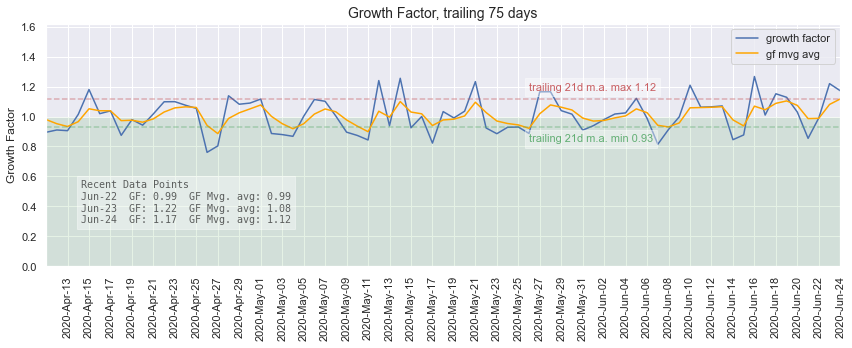 Growth Factor, trailing 75 days
1.6
1.4
1.2
1.0
0.8
0.6
0.4
0.2
0.0
Growth Factor
growth factor
gf mvg avg
trailing 21d m.a. max 1.12
trailing 21d m.a. min 0.93
Recent Data Points
Jun-22  GF: 0.99  GF Mvg. avg: 0.99
Jun-23  GF: 1.22  GF Mvg. avg: 1.08
Jun-24  GF: 1.17  GF Mvg. avg: 1.12
2020-Apr-13
2020-Apr-15
2020-Apr-17
2020-Apr-19
2020-Apr-21
2020-Apr-23
2020-Apr-25
2020-Apr-27
2020-Apr-29
2020-May-01
2020-May-03
2020-May-05
2020-May-07
2020-May-09
2020-May-11
2020-May-13
2020-May-15
2020-May-17
2020-May-19
2020-May-21
2020-May-23
2020-May-25
2020-May-27
2020-May-29
2020-May-31
2020-Jun-02
2020-Jun-04
2020-Jun-06
2020-Jun-08
2020-Jun-10
2020-Jun-12
2020-Jun-14
2020-Jun-16
2020-Jun-18
2020-Jun-20
2020-Jun-22
2020-Jun-24